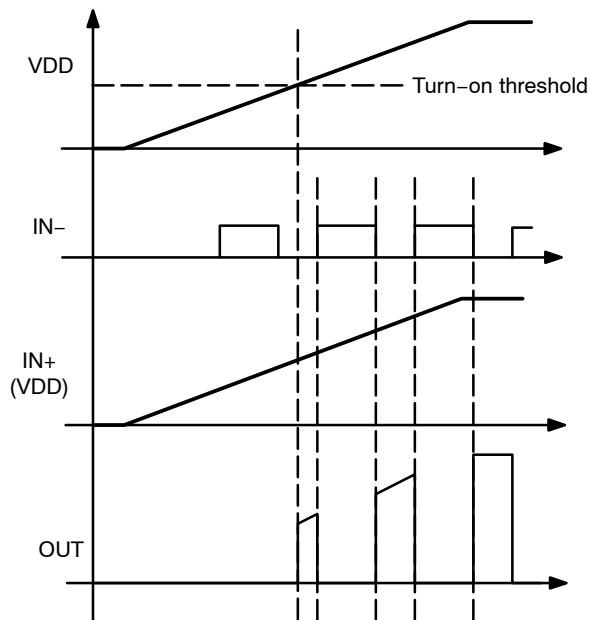 VDD
Turn−on threshold
IN−
IN+
(VDD)
OUT